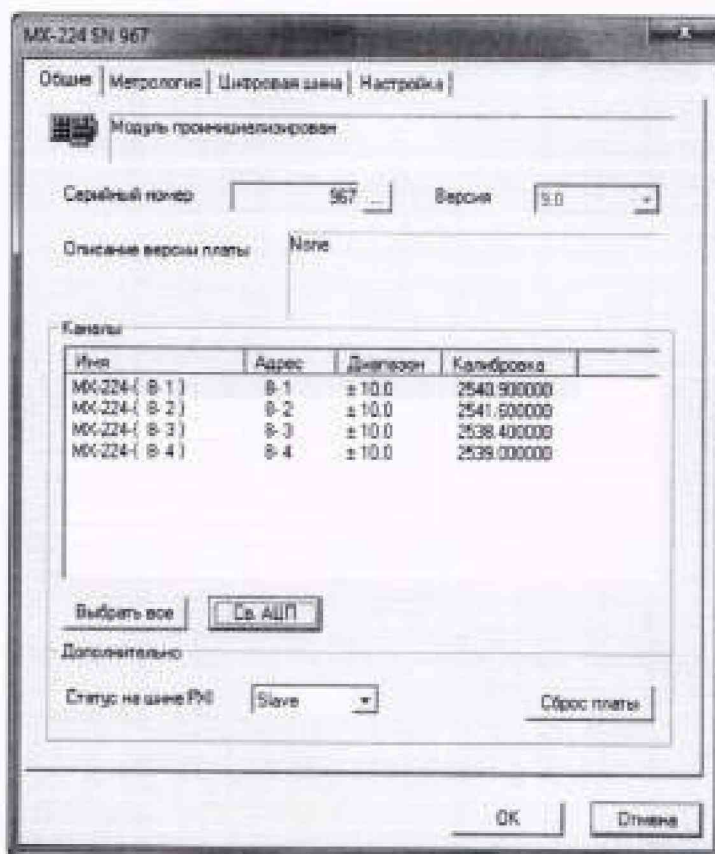 MX-224 SN 967
Общие Метрология Цифровая шина Настройка
Модуль проинициализирован
Серийный номер 967 ... Версия 9.0
Описание версии платы None
Каналы
Имя Адрес Диапазон Калибровка
MX-224-( 8- 1 ) 8- 1 ± 10.0 2540.900000
MX-224-( 8- 2 ) 8- 2 ± 10.0 2541.600000
MX-224-( 8- 3 ) 8- 3 ± 10.0 2538.400000
MX-224-( 8- 4 ) 8- 4 ± 10.0 2539.000000
Выбрать все Св. АЦП
Дополнительно
Статус на шине PXI Slave Сброс платы
OK Отмена